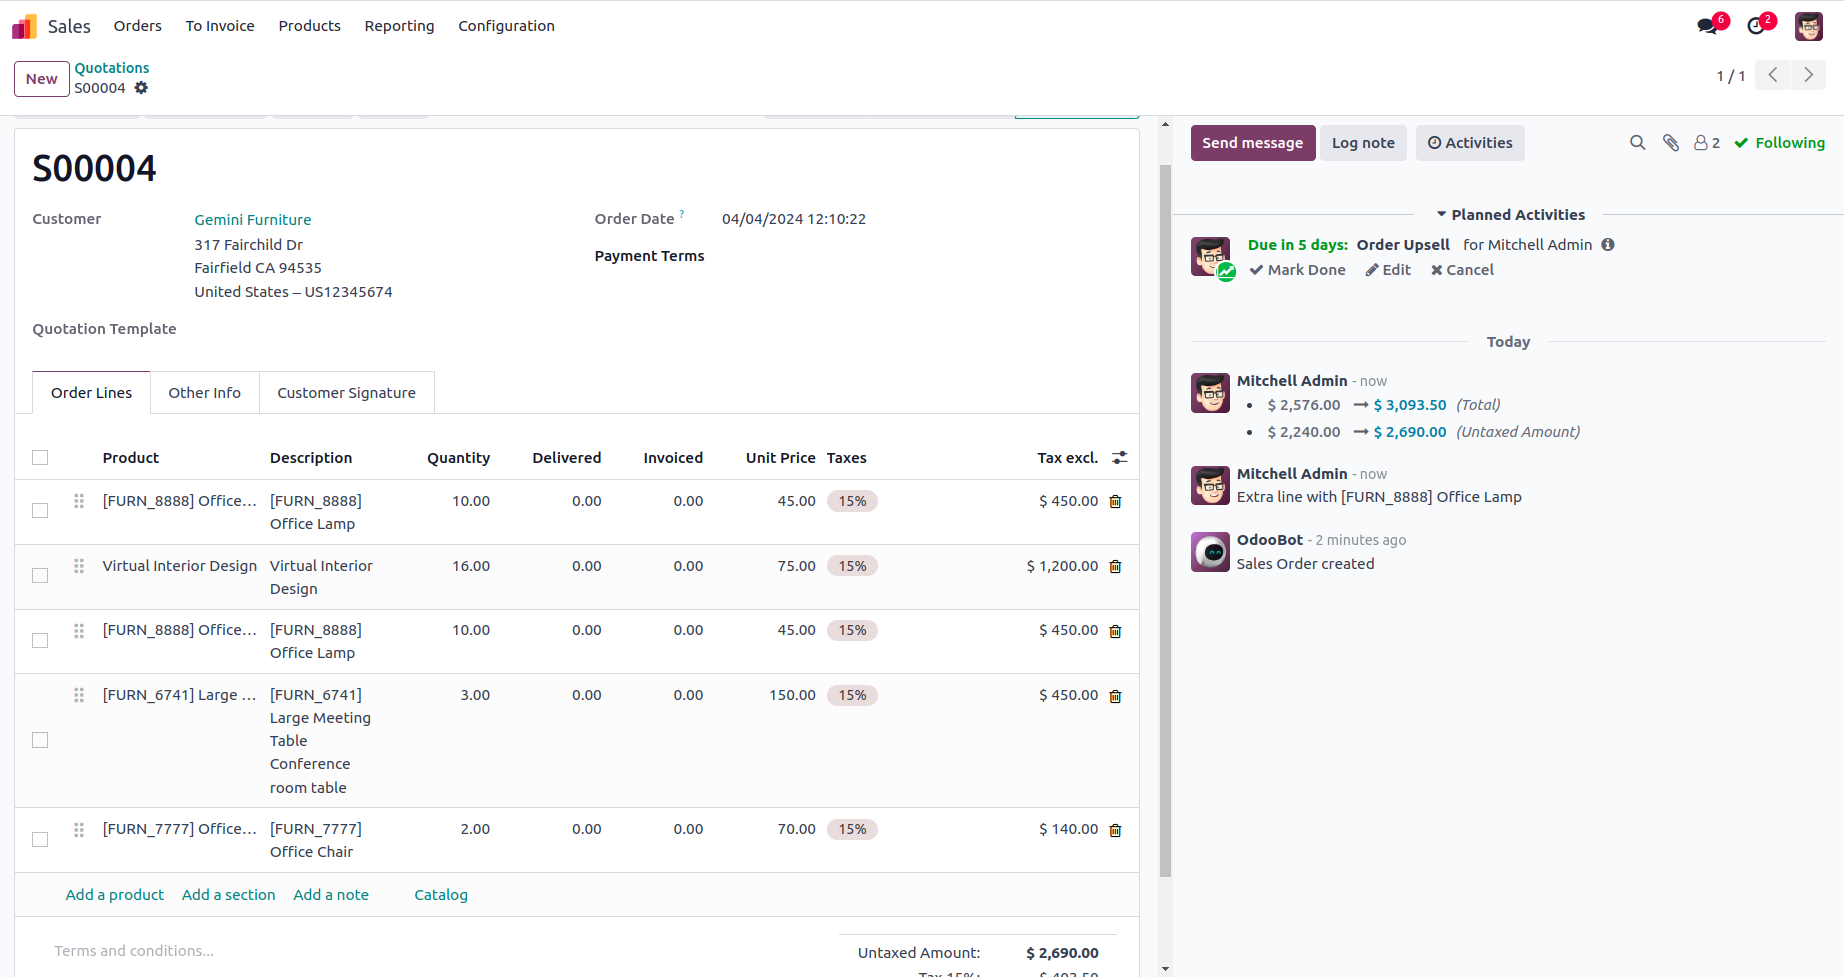 Sales Orders To Invoice Products Reporting Configuration 6 2
New Quotations
S00004
1 / 1
S00004
Customer Gemini Furniture Order Date ? 04/04/2024 12:10:22
317 Fairchild Dr
Payment Terms
Fairfield CA 94535
United States – US12345674
Quotation Template
Order Lines Other Info Customer Signature
Product Description Quantity Delivered Invoiced Unit Price Taxes Tax excl.
[FURN_8888] Office... [FURN_8888] 10.00 0.00 0.00 45.00 15% $ 450.00
Office Lamp
Virtual Interior Design Virtual Interior 16.00 0.00 0.00 75.00 15% $ 1,200.00
Design
[FURN_8888] Office... [FURN_8888] 10.00 0.00 0.00 45.00 15% $ 450.00
Office Lamp
[FURN_6741] Large ... [FURN_6741] 3.00 0.00 0.00 150.00 15% $ 450.00
Large Meeting
Table
Conference
room table
[FURN_7777] Office... [FURN_7777] 2.00 0.00 0.00 70.00 15% $ 140.00
Office Chair
Add a product Add a section Add a note Catalog
Terms and conditions...
Untaxed Amount: $ 2,690.00
Tax 15%: $ 403.50
Send message Log note Activities 2 Following
Planned Activities
Due in 5 days: Order Upsell for Mitchell Admin
Mark Done Edit Cancel
Today
Mitchell Admin - now
• $ 2,576.00 → $ 3,093.50 (Total)
• $ 2,240.00 → $ 2,690.00 (Untaxed Amount)
Mitchell Admin - now
Extra line with [FURN_8888] Office Lamp
OdooBot - 2 minutes ago
Sales Order created